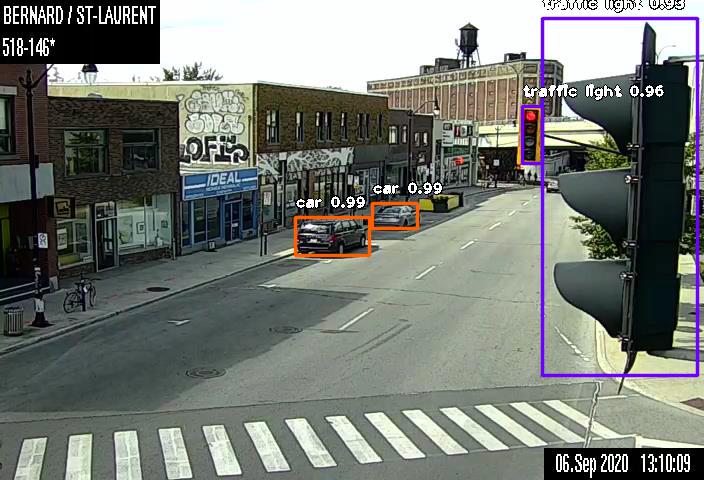 BERNARD / ST-LAURENT
518-146*
traffic light 0.93
traffic light 0.96
IDEAL
car 0.99
car 0.99
06.Sep 2020 13:10:09